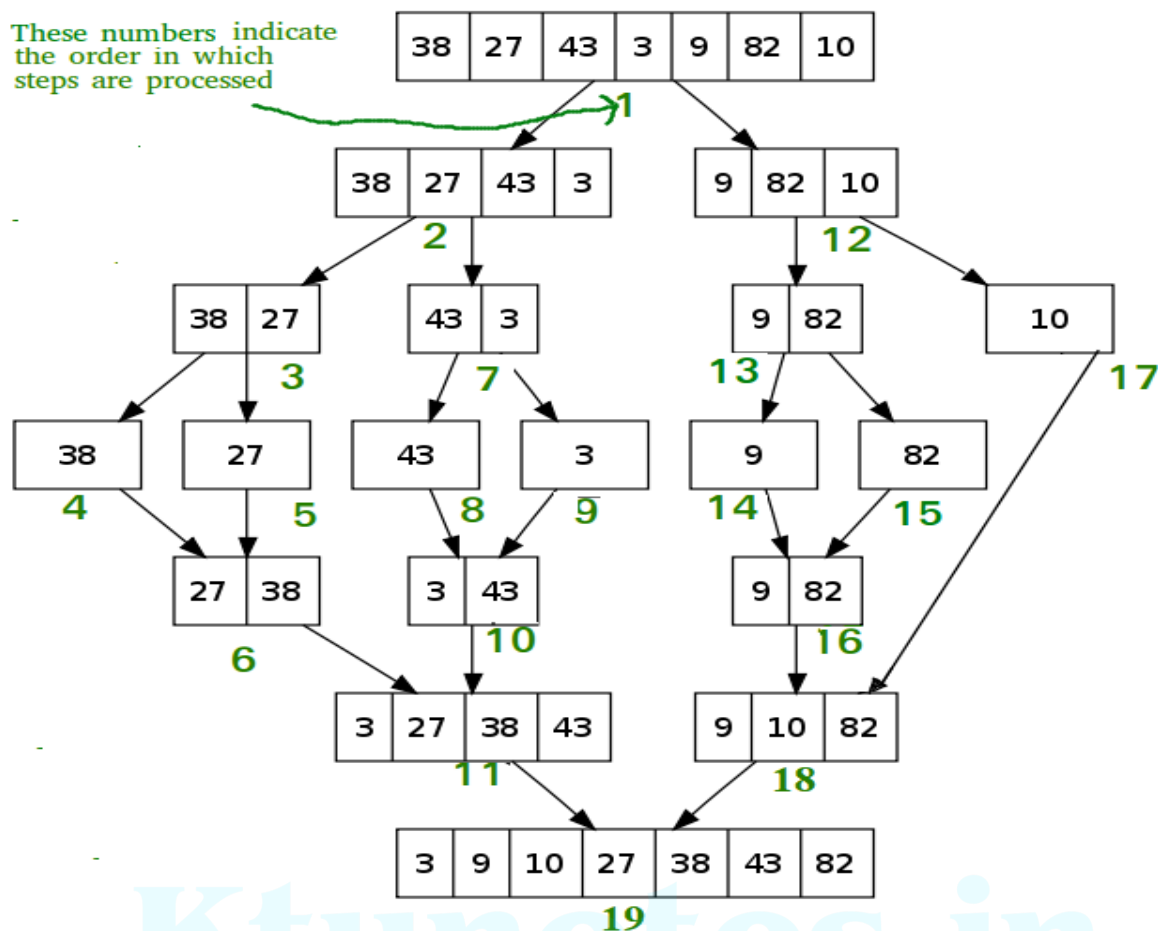 These numbers indicate
the order in which
steps are processed
38 27 43 3 9 82 10
1
38 27 43 3 9 82 10
2 12
38 27 43 3 9 82 10
3 7 13 17
38 27 43 3 9 82
4 5 8 9 14 15
27 38 3 43 9 82
6 10 16
3 27 38 43 9 10 82
11 18
3 9 10 27 38 43 82
19
Ktunotes.in